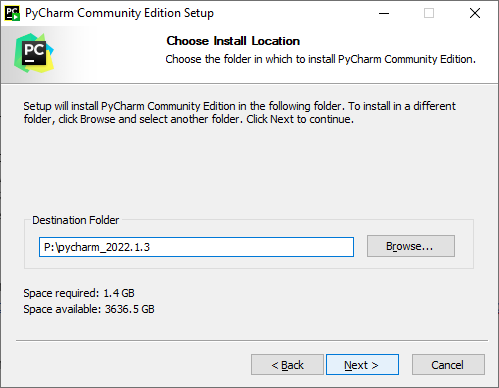 PyCharm Community Edition Setup
PC
Choose Install Location
Choose the folder in which to install PyCharm Community Edition.
Setup will install PyCharm Community Edition in the following folder. To install in a different
folder, click Browse and select another folder. Click Next to continue.
Destination Folder
P:\pycharm_2022.1.3
Browse...
Space required: 1.4 GB
Space available: 3636.5 GB
< Back
Next >
Cancel